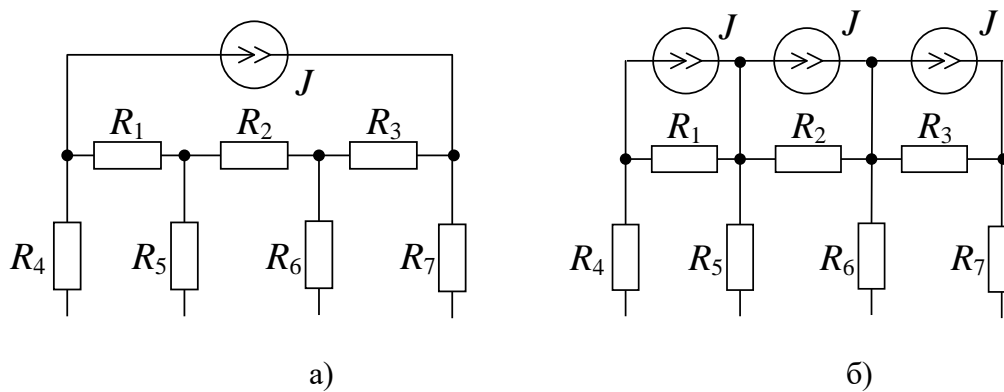 J J J
J
R1 R2 R3 R1 R2 R3
R4 R5 R6 R7 R4 R5 R6 R7
а) б)